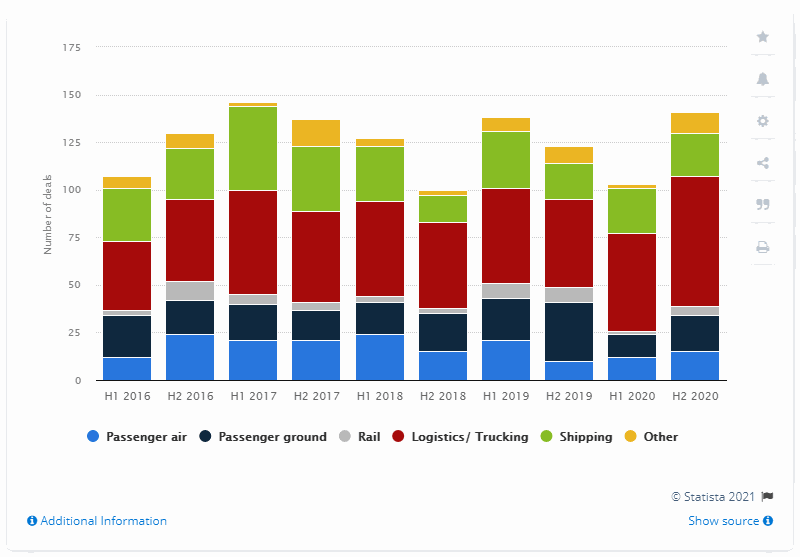 175
150
125
100
75
50
25
0
Number of deals
H1 2016 H2 2016 H1 2017 H2 2017 H1 2018 H2 2018 H1 2019 H2 2019 H1 2020 H2 2020
Passenger air Passenger ground Rail Logistics/ Trucking Shipping Other
© Statista 2021
Additional Information Show source